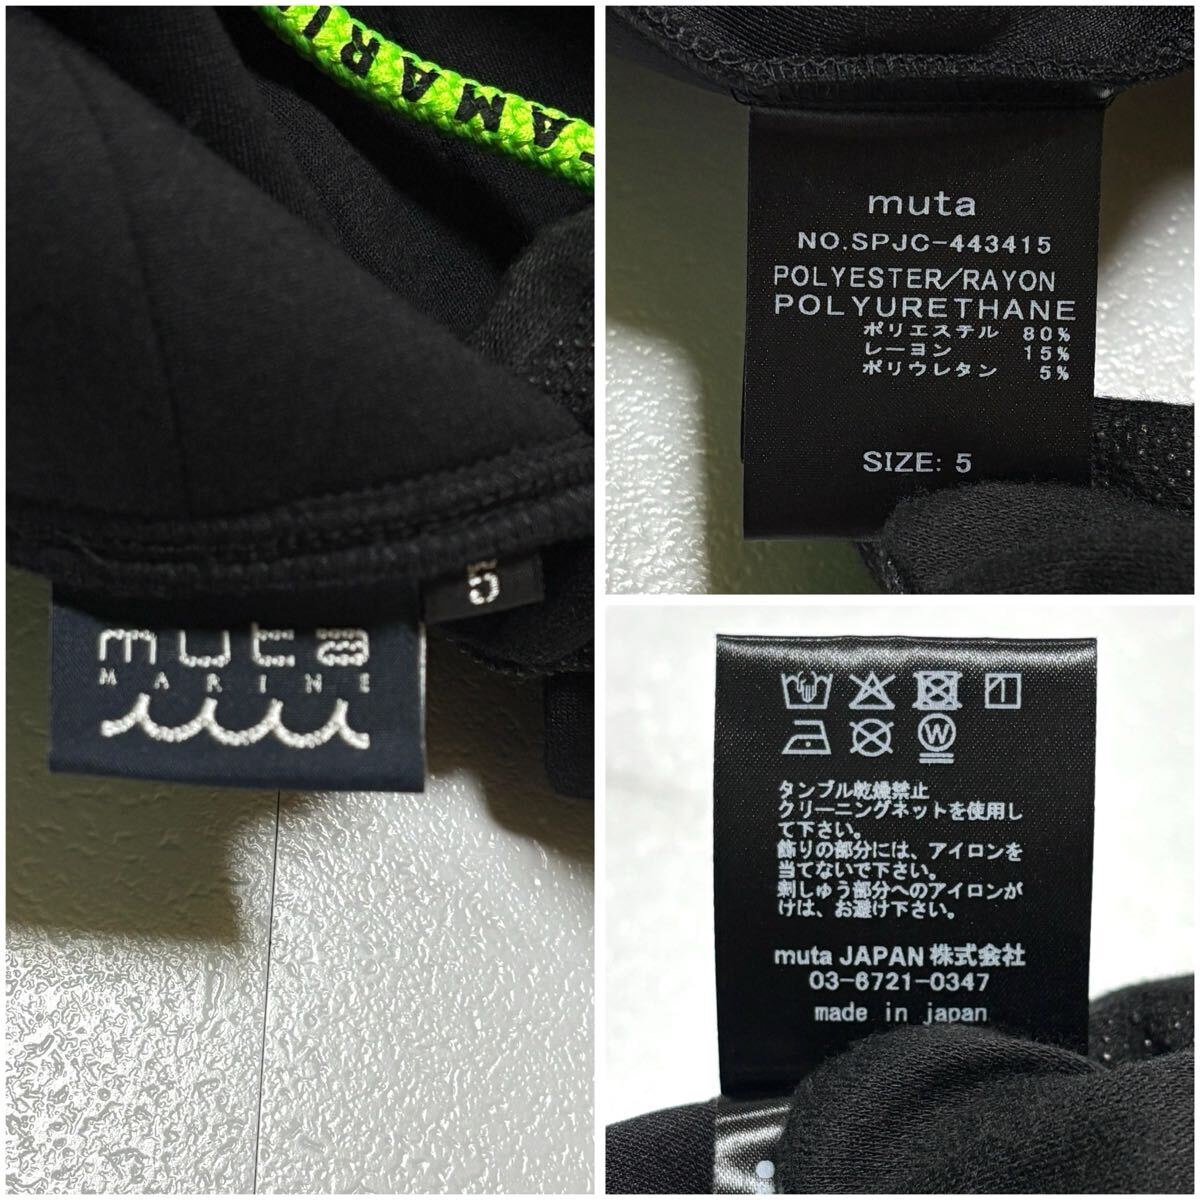 AMARI
muta
MARINE
5
muta
NO.SPJC-443415
POLYESTER/RAYON
POLYURETHANE
ポリエステル 80%
レーヨン 15%
ポリウレタン 5%
SIZE: 5
W
タンブル乾燥禁止
クリーニングネットを使用し
て下さい。
飾りの部分には、アイロンを
当てないで下さい。
刺しゅう部分へのアイロンが
けは、お避け下さい。
muta JAPAN 株式会社
03-6721-0347
made in japan